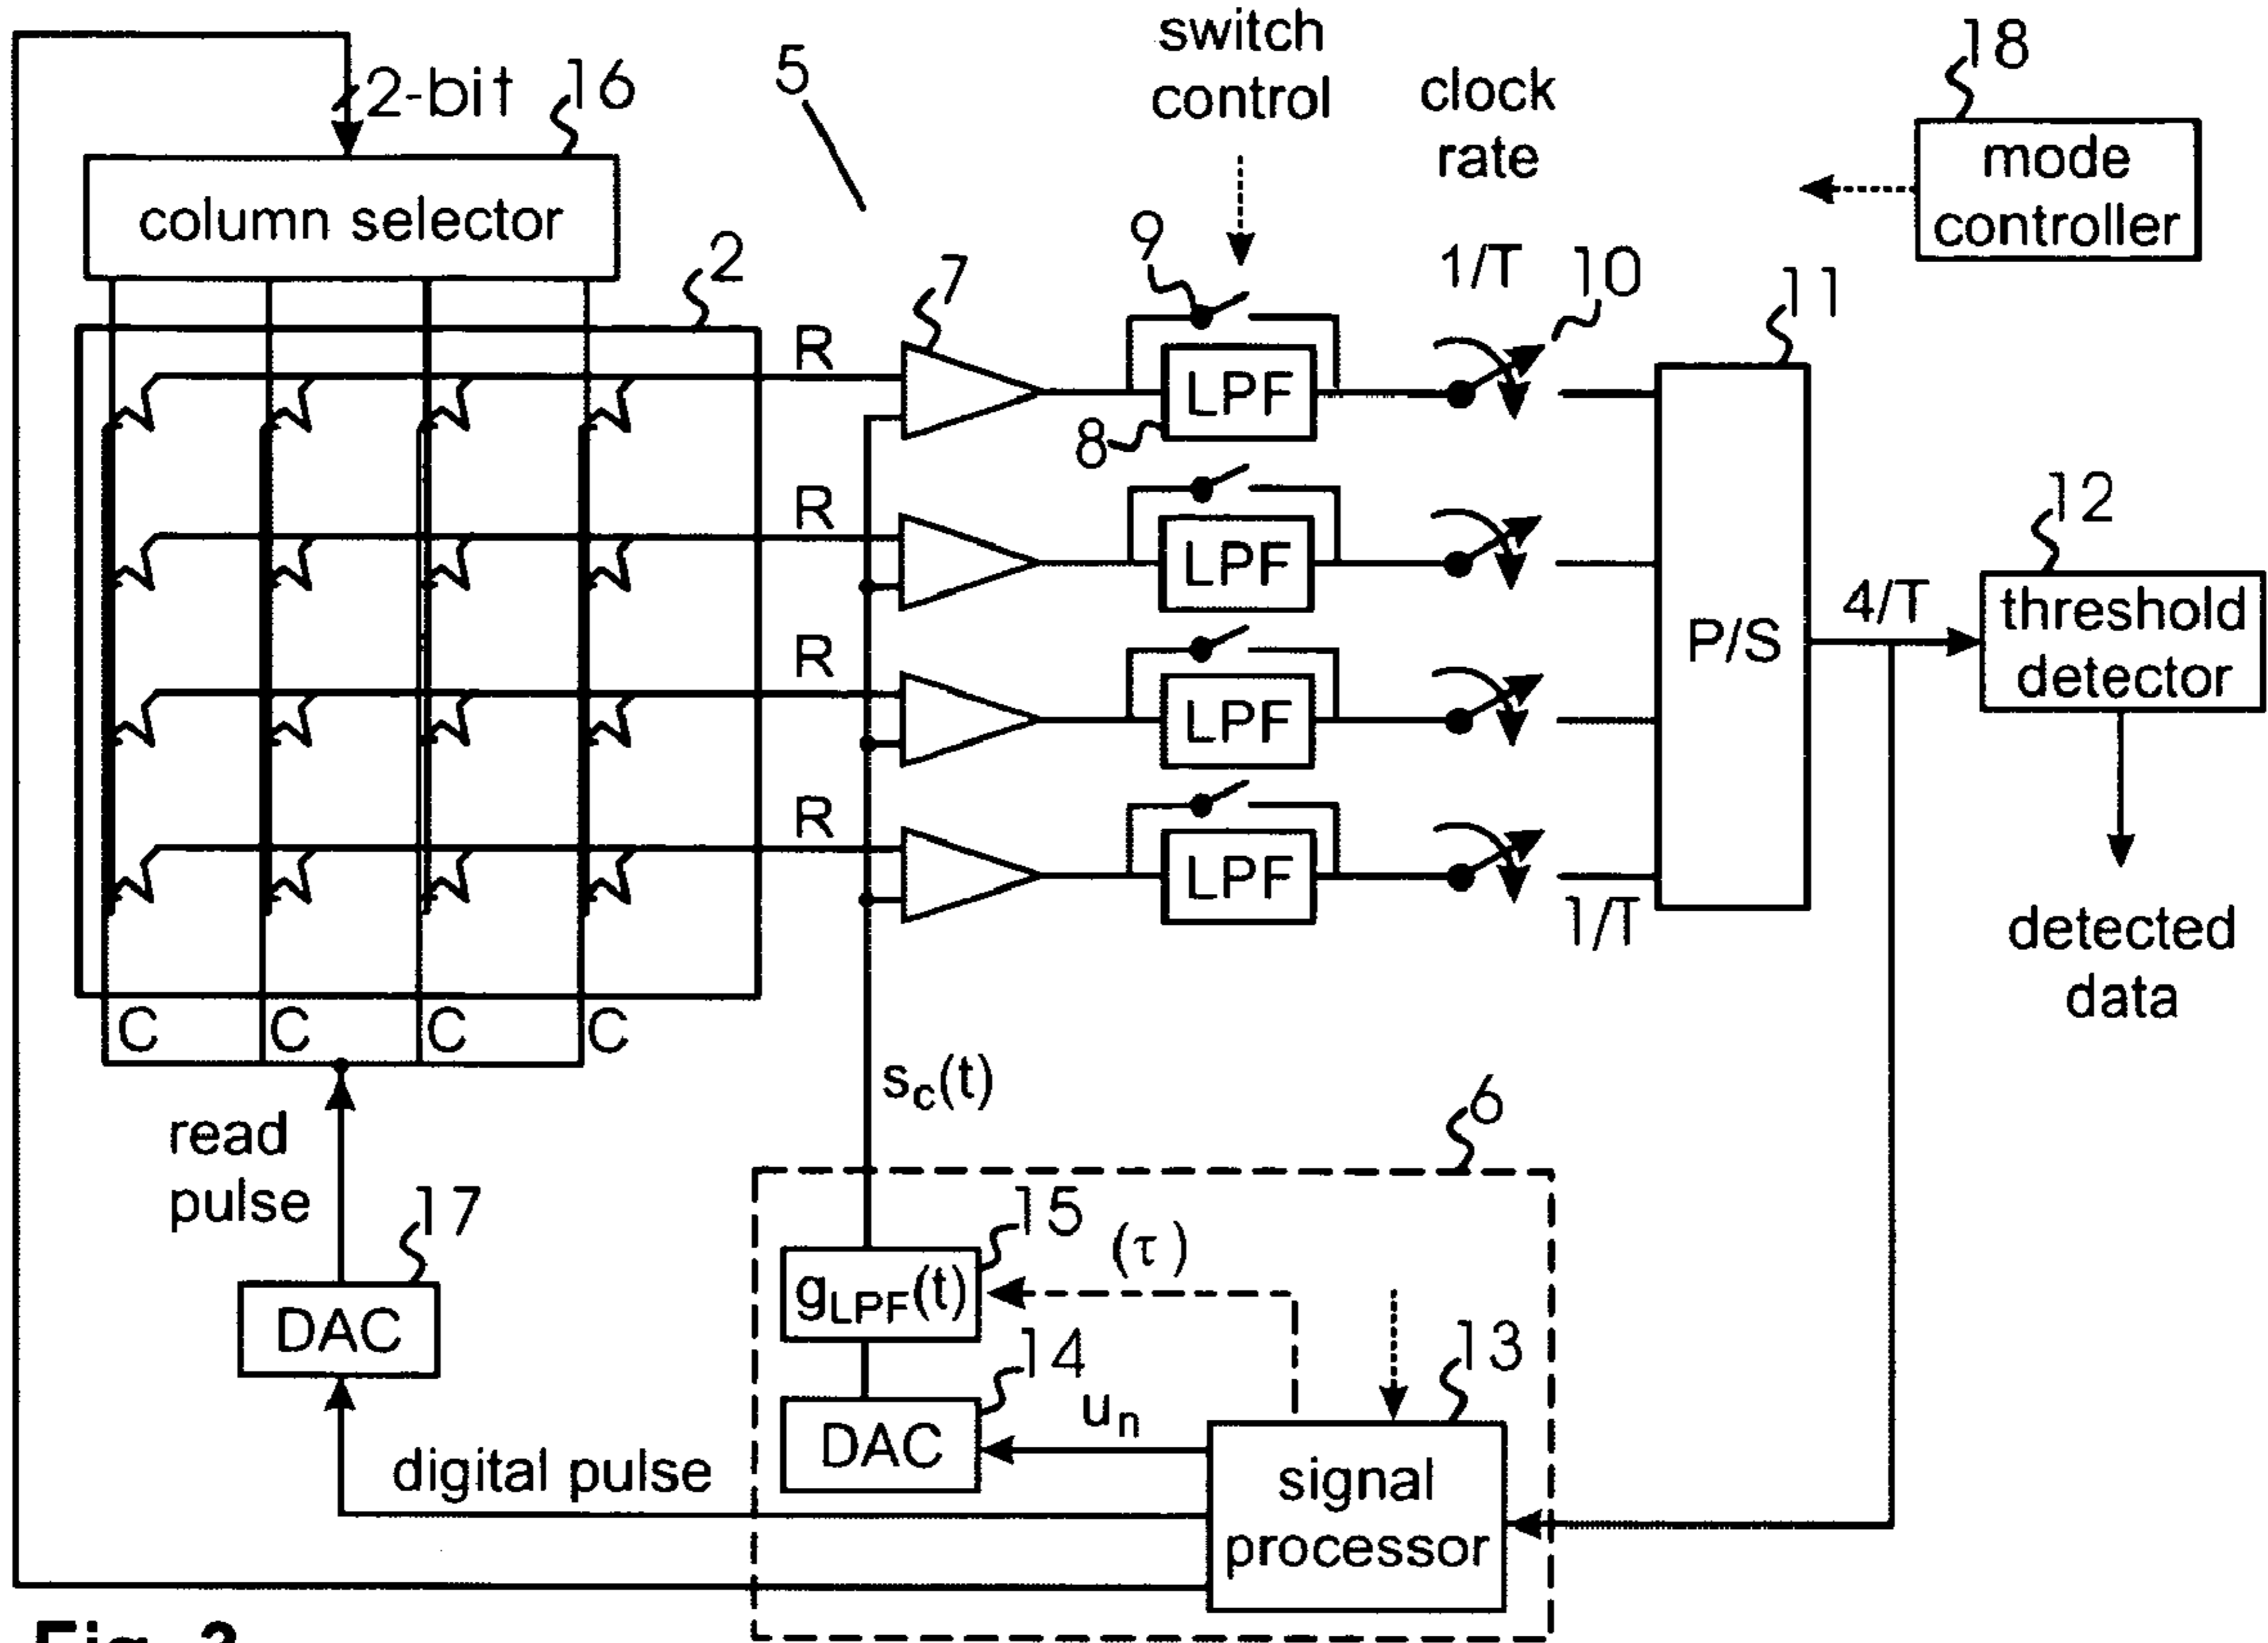 switch
control
clock
rate
18
mode
controller
2-bit
16
5
column selector
2
9
1/T
10
11
7
R
LPF
8
R
LPF
12
4/T
threshold
detector
P/S
R
LPF
R
LPF
1/T
detected
data
C
C
C
C
sc(t)
6
read
pulse
17
15
(τ)
gLPF(t)
DAC
14
13
un
DAC
digital pulse
signal
processor
Fig. 3